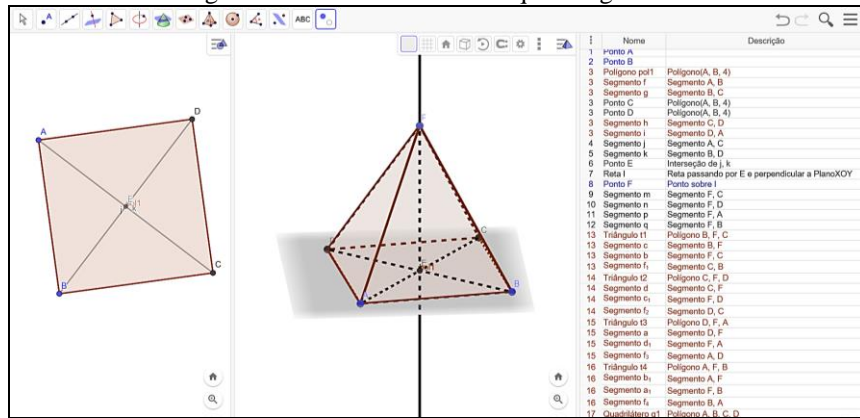 ABC
A
D
B
C
F
C
A
B
Nome Descrição
1 Ponto A
2 Ponto B
3 Polígono pol1 Polígono(A, B, 4)
3 Segmento f Segmento A, B
3 Segmento g Segmento B, C
3 Ponto C Polígono(A, B, 4)
3 Ponto D Polígono(A, B, 4)
3 Segmento h Segmento C, D
3 Segmento i Segmento D, A
4 Segmento j Segmento A, C
5 Segmento k Segmento B, D
6 Ponto E Interseção de j, k
7 Reta l Reta passando por E e perpendicular a PlanoXOY
8 Ponto F Ponto sobre l
9 Segmento m Segmento F, C
10 Segmento n Segmento F, D
11 Segmento p Segmento F, A
12 Segmento q Segmento F, B
13 Triângulo t1 Polígono B, F, C
13 Segmento c Segmento B, F
13 Segmento b Segmento F, C
13 Segmento f₁ Segmento C, B
14 Triângulo t2 Polígono C, F, D
14 Segmento d Segmento C, F
14 Segmento c₁ Segmento F, D
14 Segmento f₂ Segmento D, C
15 Triângulo t3 Polígono D, F, A
15 Segmento a Segmento D, F
15 Segmento d₁ Segmento F, A
15 Segmento f₃ Segmento A, D
16 Triângulo t4 Polígono A, F, B
16 Segmento b₁ Segmento A, F
16 Segmento a₁ Segmento F, B
16 Segmento f₄ Segmento B, A
17 Quadrilátero q1 Polígono A, B, C, D